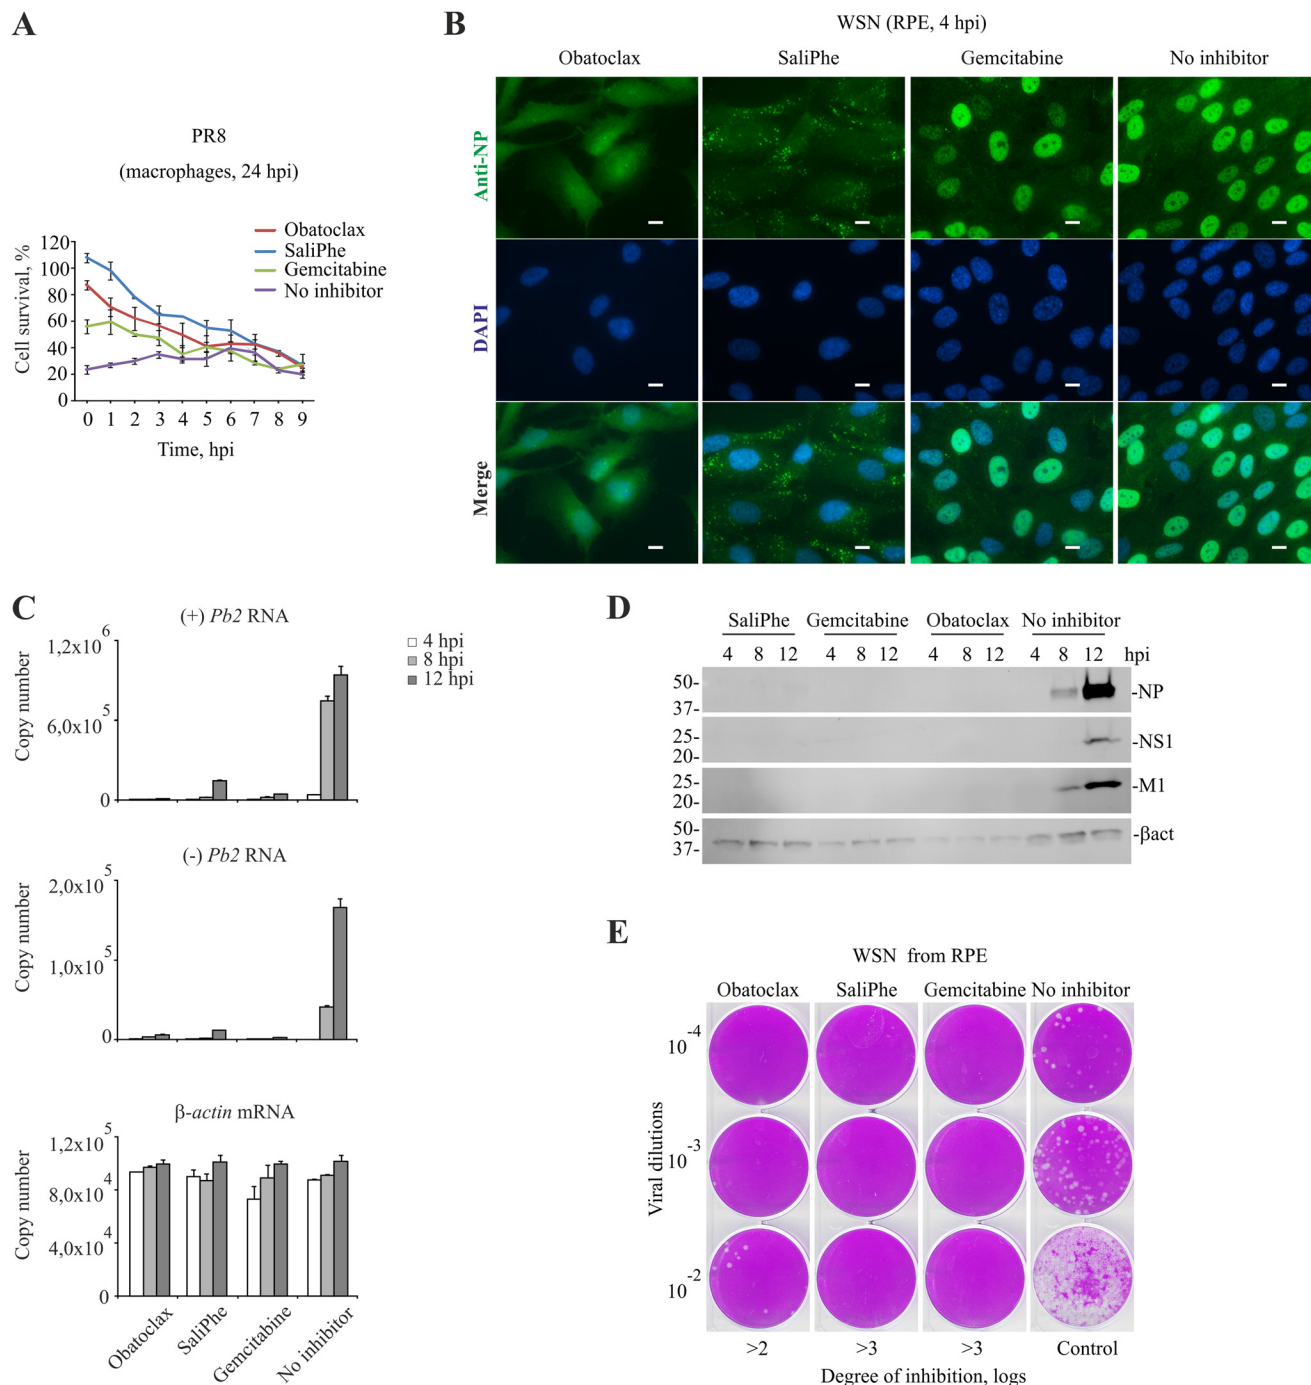 A
PR8
(macrophages, 24 hpi)
Obatoclax
SaliPhe
Gemcitabine
No inhibitor
Cell survival, %
120
100
80
60
40
20
0
0 1 2 3 4 5 6 7 8 9
Time, hpi
B
WSN (RPE, 4 hpi)
Obatoclax SaliPhe Gemcitabine No inhibitor
Anti-NP
DAPI
Merge
C
(+) Pb2 RNA
Copy number
1,2x10 6
6,0x10 5
0
4 hpi
8 hpi
12 hpi
(-) Pb2 RNA
Copy number
2,0x10 5
1,0x10 5
0
β-actin mRNA
Copy number
1,2x10 5
8,0x10 4
4,0x10 4
0
Obatoclax
SaliPhe
Gemcitabine
No inhibitor
D
SaliPhe Gemcitabine Obatoclax No inhibitor
4 8 12 4 8 12 4 8 12 4 8 12 hpi
50-
37-
-NP
25-
20-
-NS1
25-
20-
-M1
50-
37-
-βact
E
WSN from RPE
Obatoclax SaliPhe Gemcitabine No inhibitor
Viral dilutions
10 -4
10 -3
10 -2
>2 >3 >3 Control
Degree of inhibition, logs